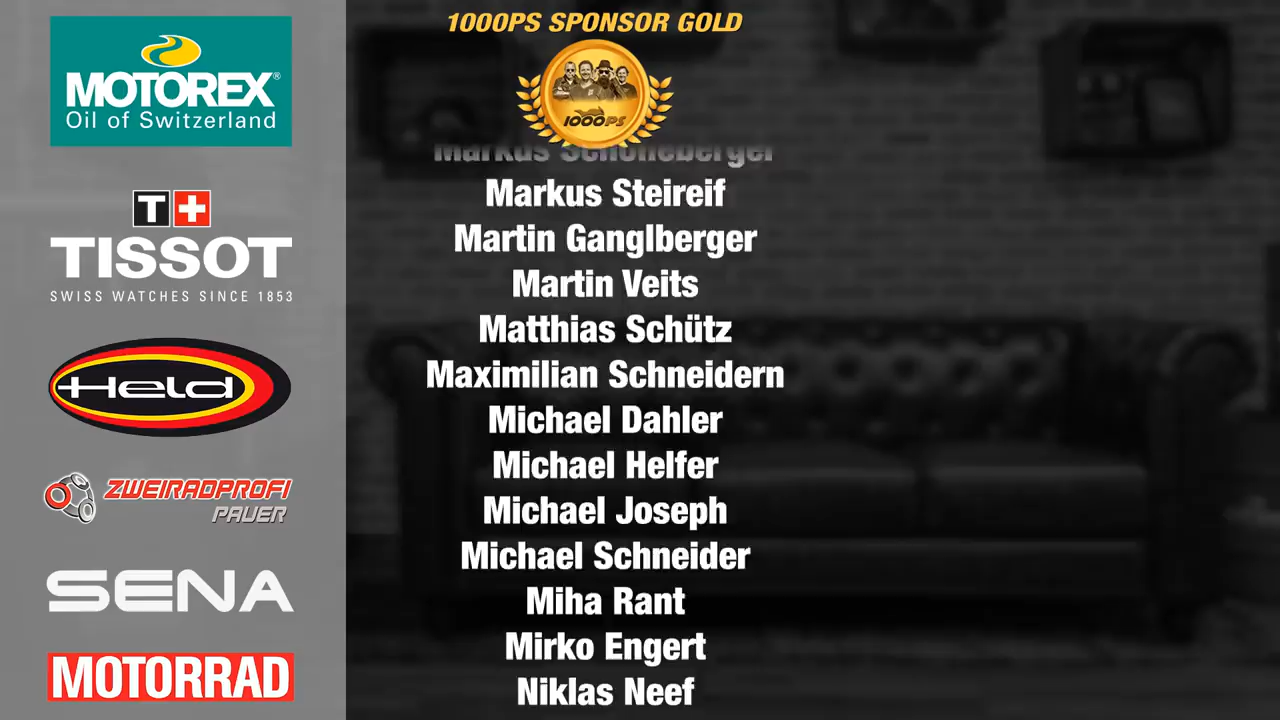 MOTOREX®
Oil of Switzerland
T+
TISSOT
SWISS WATCHES SINCE 1853
Held
ZWEIRADPROFI
PAUER
SENA
MOTORRAD
1000PS SPONSOR GOLD
1000PS
Markus Schöneberger
Markus Steireif
Martin Ganglberger
Martin Veits
Matthias Schütz
Maximilian Schneidern
Michael Dahler
Michael Helfer
Michael Joseph
Michael Schneider
Miha Rant
Mirko Engert
Niklas Neef